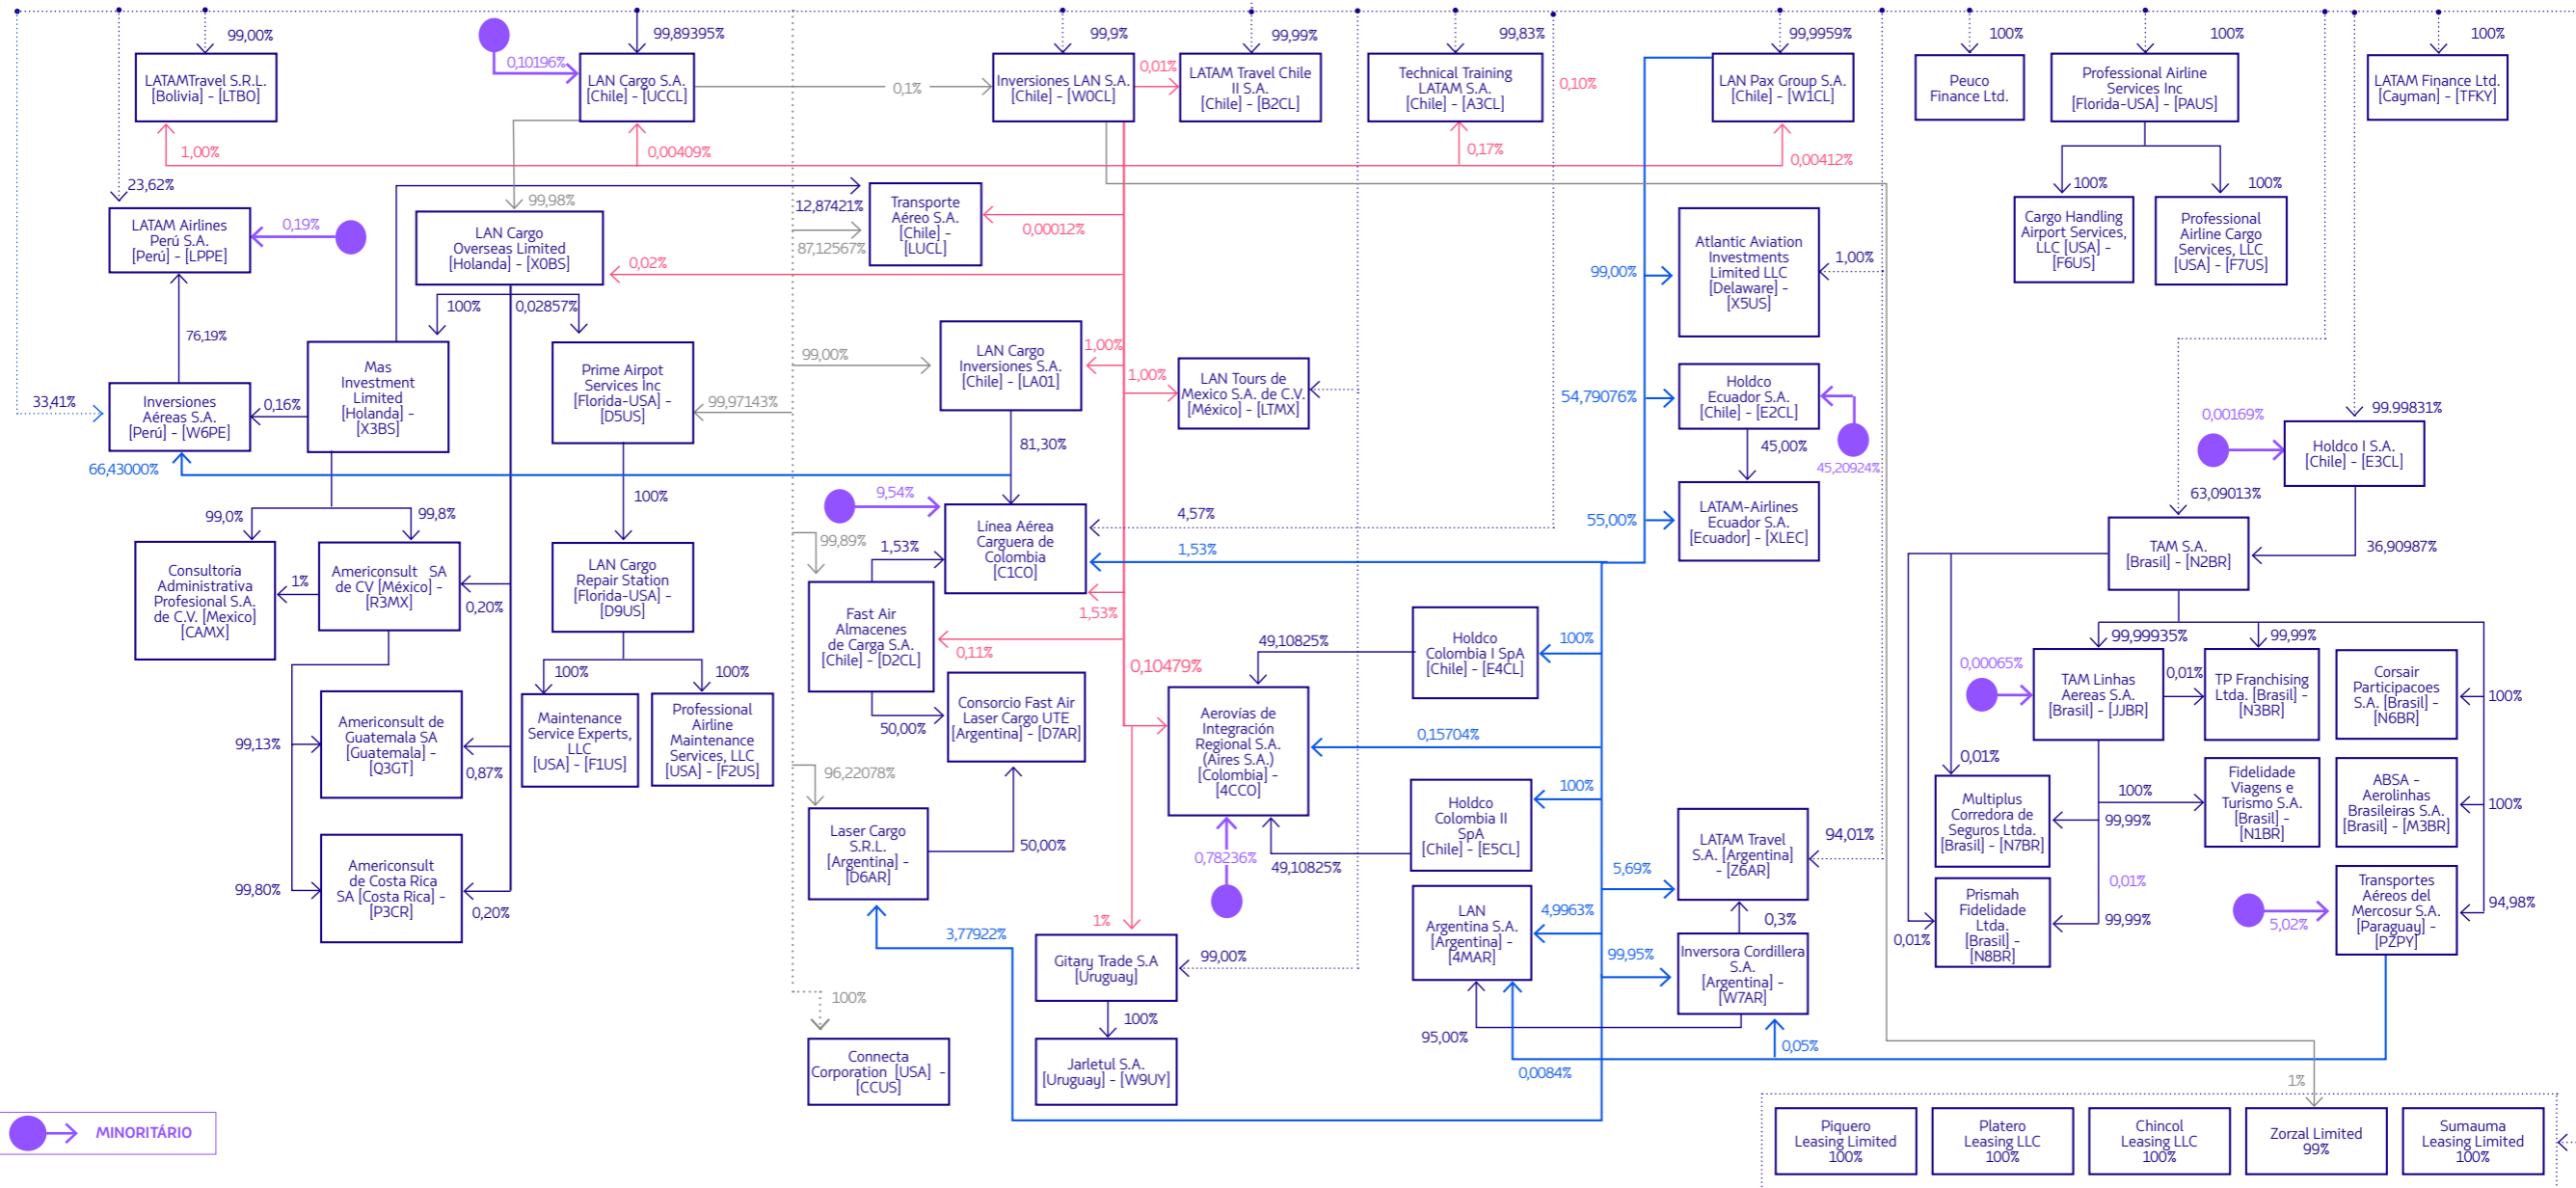 99,00%
99,89395%
99,9%
99,99%
99,83%
99,9959%
100%
100%
100%
0,10196%
LATAMTravel S.R.L.
[Bolivia] - [LTBO]
LAN Cargo S.A.
[Chile] - [UCCL]
0,1%
Inversiones LAN S.A.
[Chile] - [W0CL]
0,01%
LATAM Travel Chile
II S.A.
[Chile] - [B2CL]
Technical Training
LATAM S.A.
[Chile] - [A3CL]
0,10%
LAN Pax Group S.A.
[Chile] - [W1CL]
Peuco
Finance Ltd.
Professional Airline
Services Inc
[Florida-USA] - [PAUS]
LATAM Finance Ltd.
[Cayman] - [TFKY]
1,00%
0,00409%
0,17%
0,00412%
23,62%
99,98%
12,87421%
87,12567%
100%
100%
LATAM Airlines
Perú S.A.
[Perú] - [LPPE]
0,19%
LAN Cargo
Overseas Limited
[Holanda] - [X0BS]
Transporte
Aéreo S.A.
[Chile] -
[LUCL]
0,00012%
0,02%
Atlantic Aviation
Investments
Limited LLC
[Delaware] -
[X5US]
99,00%
1,00%
Cargo Handling
Airport Services,
LLC [USA] -
[F6US]
Professional
Airline Cargo
Services, LLC
[USA] - [F7US]
76,19%
100%
0,02857%
Mas
Investment
Limited
[Holanda] -
[X3BS]
Prime Airpot
Services Inc
[Florida-USA] -
[D5US]
99,00%
99,97143%
LAN Cargo
Inversiones S.A.
[Chile] - [LA01]
1,00%
1,00%
LAN Tours de
Mexico S.A. de C.V.
[México] - [LTMX]
54,79076%
Holdco
Ecuador S.A.
[Chile] - [E2CL]
45,20924%
45,00%
0,00169%
99.99831%
Holdco I S.A.
[Chile] - [E3CL]
33,41%
Inversiones
Aéreas S.A.
[Perú] - [W6PE]
0,16%
66,43000%
81,30%
100%
99,0%
99,8%
9,54%
99,89%
1,53%
Línea Aérea
Carguera de
Colombia
[C1CO]
4,57%
1,53%
1,53%
55,00%
LATAM-Airlines
Ecuador S.A.
[Ecuador] - [XLEC]
63,09013%
36,90987%
TAM S.A.
[Brasil] - [N2BR]
Consultoría
Administrativa
Profesional S.A.
de C.V. [Mexico]
[CAMX]
1%
Americonsult SA
de CV [México] -
[R3MX]
0,20%
LAN Cargo
Repair Station
[Florida-USA] -
[D9US]
Fast Air
Almacenes
de Carga S.A.
[Chile] - [D2CL]
0,11%
0,10479%
49,10825%
Holdco
Colombia I SpA
[Chile] - [E4CL]
100%
99,99935%
99,99%
0,00065%
TAM Linhas
Aereas S.A.
[Brasil] - [JJBR]
0,01%
TP Franchising
Ltda. [Brasil] -
[N3BR]
Corsair
Participacoes
S.A. [Brasil] -
[N6BR]
100%
100%
100%
Americonsult de
Guatemala SA
[Guatemala] -
[Q3GT]
99,13%
0,87%
Maintenance
Service Experts,
LLC
[USA] - [F1US]
Professional
Airline
Maintenance
Services, LLC
[USA] - [F2US]
50,00%
Consorcio Fast Air
Laser Cargo UTE
[Argentina] - [D7AR]
Aerovías de
Integración
Regional S.A.
(Aires S.A.)
[Colombia] -
[4CCO]
0,15704%
0,78236%
49,10825%
Holdco
Colombia II
SpA
[Chile] - [E5CL]
100%
0,01%
Multiplus
Corredora de
Seguros Ltda.
[Brasil] - [N7BR]
100%
99,99%
Fidelidade
Viagens e
Turismo S.A.
[Brasil] -
[N1BR]
ABSA -
Aerolinhas
Brasileiras S.A.
[Brasil] - [M3BR]
100%
96,22078%
Laser Cargo
S.R.L.
[Argentina] -
[D6AR]
50,00%
5,69%
LATAM Travel
S.A. [Argentina]
- [Z6AR]
94,01%
Americonsult
de Costa Rica
SA [Costa Rica] -
[P3CR]
99,80%
0,20%
3,77922%
1%
LAN
Argentina S.A.
[Argentina] -
[4MAR]
4,9963%
0,3%
0,01%
Prismah
Fidelidade
Ltda.
[Brasil] -
[N8BR]
0,01%
99,99%
5,02%
Transportes
Aéreos del
Mercosur S.A.
[Paraguay] -
[PZPY]
94,98%
Gitary Trade S.A
[Uruguay]
99,00%
99,95%
Inversora Cordillera
S.A.
[Argentina] -
[W7AR]
100%
100%
95,00%
0,05%
0,0084%
Connecta
Corporation [USA] -
[CCUS]
Jarletul S.A.
[Uruguay] - [W9UY]
1%
MINORITÁRIO
Piquero
Leasing Limited
100%
Platero
Leasing LLC
100%
Chincol
Leasing LLC
100%
Zorzal Limited
99%
Sumauma
Leasing Limited
100%